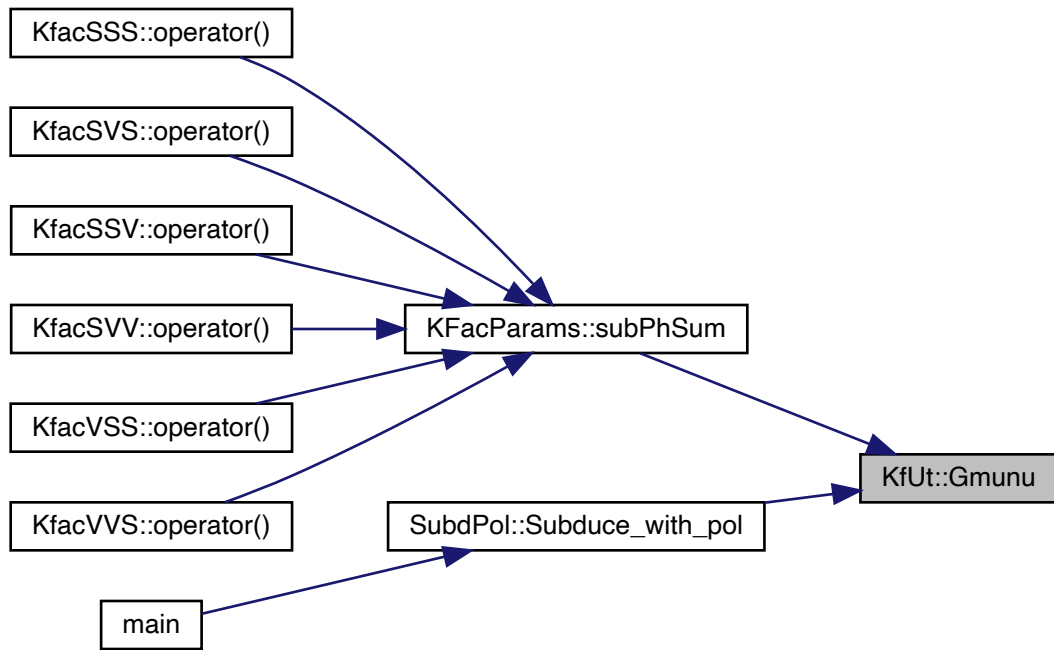 KfacSSS::operator()
KfacSVS::operator()
KfacSSV::operator()
KfacSVV::operator()
KFacParams::subPhSum
KfacVSS::operator()
KfUt::Gmunu
KfacVVS::operator()
SubdPol::Subduce_with_pol
main